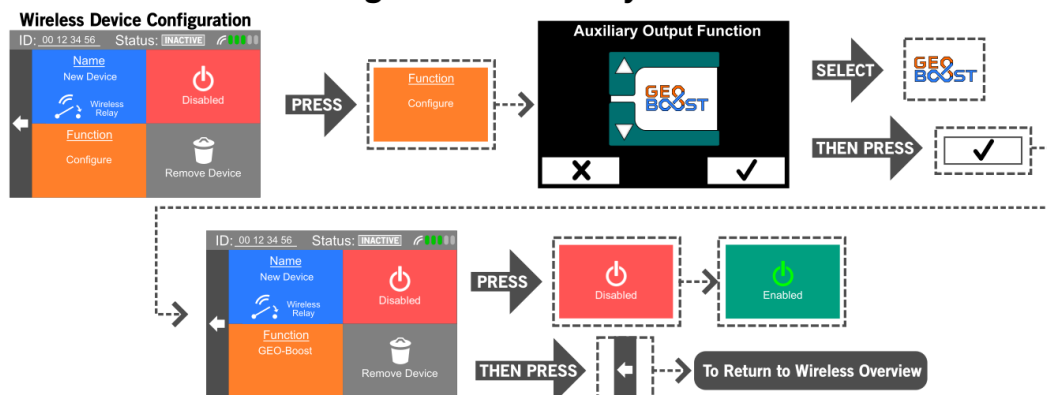 Wireless Device Configuration
ID: 00 12 34 56 Status: INACTIVE
Name
New Device
Wireless
Relay
Disabled
Function
Configure
Remove Device
PRESS
Function
Configure
Auxiliary Output Function
GEO
BOOST
SELECT
GEO
BOOST
THEN PRESS
ID: 00 12 34 56 Status: INACTIVE
Name
New Device
Wireless
Relay
Disabled
Function
GEO-Boost
Remove Device
PRESS
Disabled
Enabled
THEN PRESS
To Return to Wireless Overview